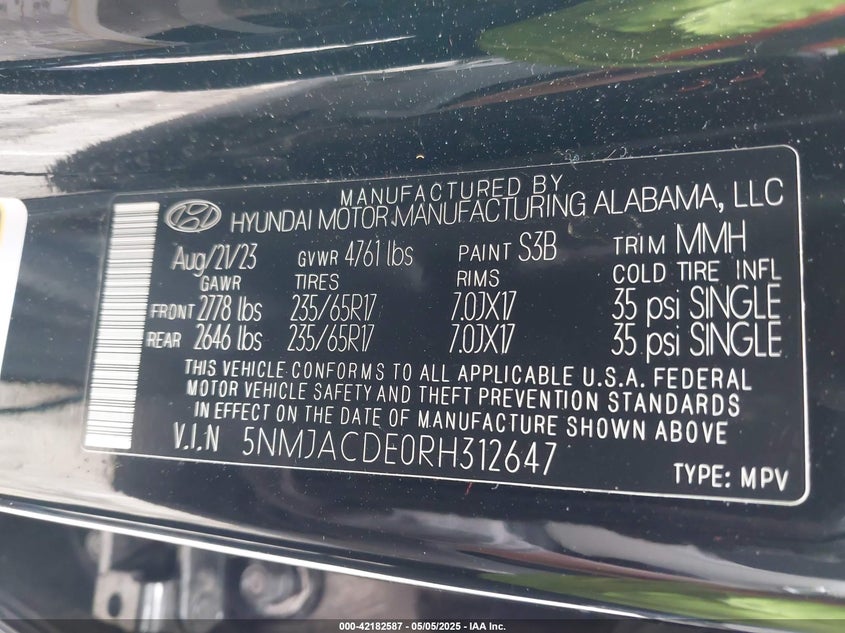 MANUFACTURED BY
HYUNDAI MOTOR MANUFACTURING ALABAMA, LLC
Aug/21/23 GVWR 4761 lbs PAINT S3B TRIM MMH
GAWR TIRES RIMS COLD TIRE INFL
FRONT 2778 lbs 235/65R17 7.0JX17 35 psi SINGLE
REAR 2646 lbs 235/65R17 7.0JX17 35 psi SINGLE
THIS VEHICLE CONFORMS TO ALL APPLICABLE U.S.A. FEDERAL
MOTOR VEHICLE SAFETY AND THEFT PREVENTION STANDARDS
IN EFFECT ON THE DATE OF MANUFACTURE SHOWN ABOVE
V.I.N 5NMJACDE0RH312647
TYPE: MPV
000-42182587 - 05/05/2025 - IAA Inc.